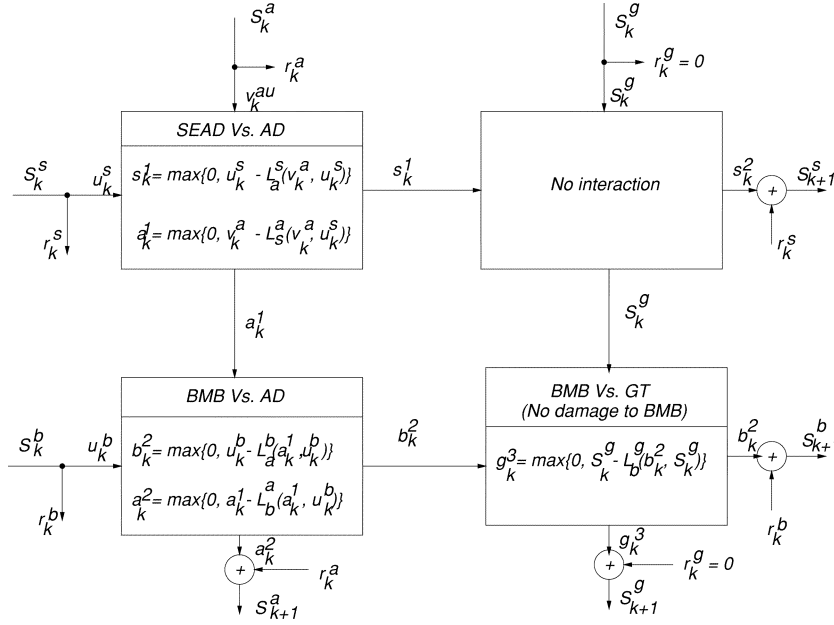 S_k^a
S_k^g
r_k^a
r_k^g = 0
v_k^au
S_k^g
SEAD Vs. AD
S_k^s
u_k^s
s_k^1 = max{0, u_k^s - L_a^s(v_k^a, u_k^s)}
s_k^1
No interaction
s_k^2
+
S_k+1^s
a_k^1 = max{0, v_k^a - L_s^a(v_k^a, u_k^s)}
r_k^s
r_k^s
a_k^1
S_k^g
BMB Vs. AD
BMB Vs. GT
(No damage to BMB)
S_k^b
u_k^b
b_k^2 = max{0, u_k^b - L_a^b(a_k^1, u_k^b)}
b_k^2
g_k^3 = max{0, S_k^g - L_b^g(b_k^2, S_k^g)}
b_k^2
+
S_k+^b
a_k^2 = max{0, a_k^1 - L_b^a(a_k^1, u_k^b)}
r_k^b
r_k^b
a_k^2
g_k^3
+
r_k^a
+
r_k^g = 0
S_k+1^a
S_k+1^g